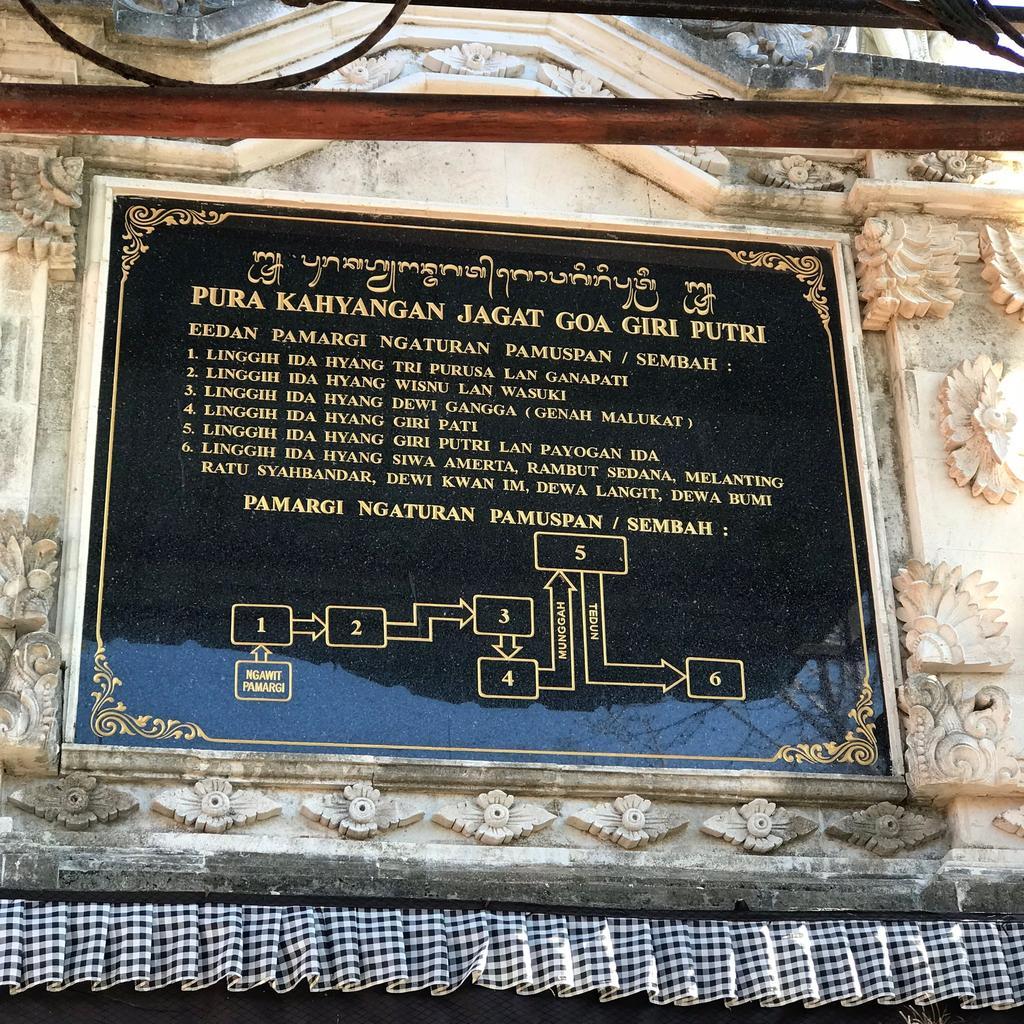 PURA KAHYANGAN JAGAT GOA GIRI PUTRI
EEDAN PAMARGI NGATURAN PAMUSPAN / SEMBAH :
1. LINGGIH IDA HYANG TRI PURUSA LAN GANAPATI
2. LINGGIH IDA HYANG WISNU LAN WASUKI
3. LINGGIH IDA HYANG DEWI GANGGA ( GENAH MALUKAT )
4. LINGGIH IDA HYANG GIRI PATI
5. LINGGIH IDA HYANG GIRI PUTRI LAN PAYOGAN IDA
6. LINGGIH IDA HYANG SIWA AMERTA, RAMBUT SEDANA, MELANTING
RATU SYAHBANDAR, DEWI KWAN IM, DEWA LANGIT, DEWA BUMI
PAMARGI NGATURAN PAMUSPAN / SEMBAH :
5
1
2
3
MUNGGAH
TEDUN
4
6
NGAWIT
PAMARGI